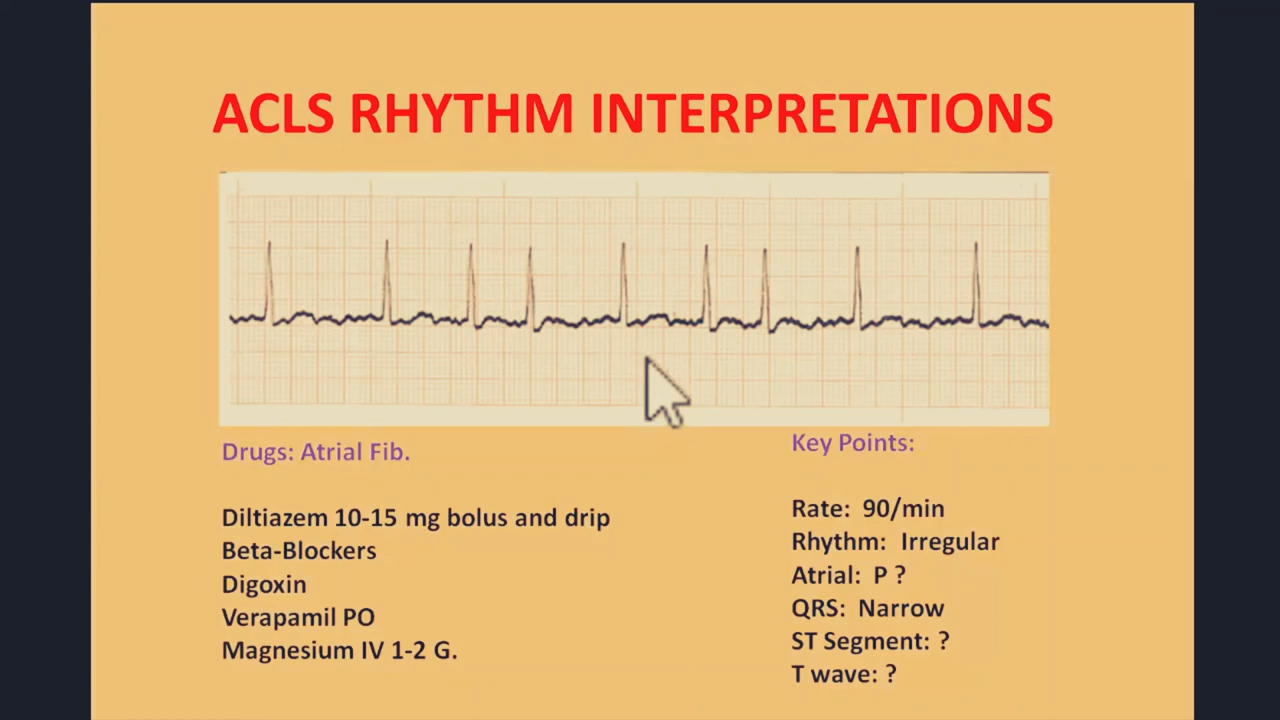 ACLS RHYTHM INTERPRETATIONS
Drugs: Atrial Fib.
Diltiazem 10-15 mg bolus and drip
Beta-Blockers
Digoxin
Verapamil PO
Magnesium IV 1-2 G.
Key Points:
Rate: 90/min
Rhythm: Irregular
Atrial: P ?
QRS: Narrow
ST Segment: ?
T wave: ?